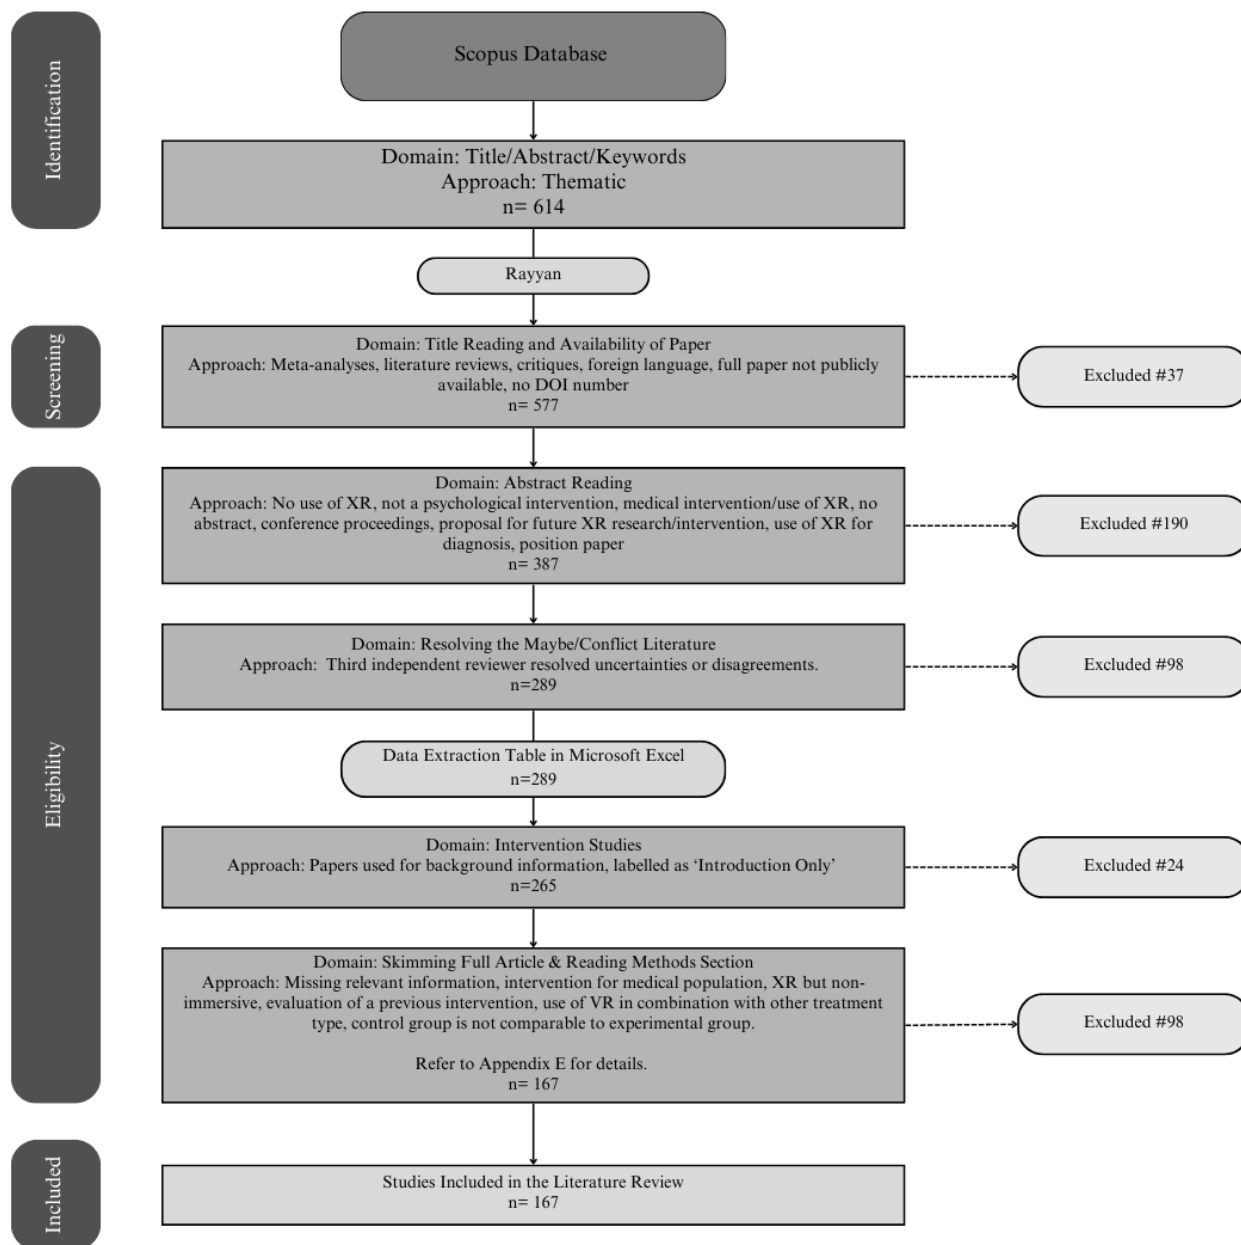 Identification
Scopus Database
Domain: Title/Abstract/Keywords
Approach: Thematic
n= 614
Rayyan
Screening
Domain: Title Reading and Availability of Paper
Approach: Meta-analyses, literature reviews, critiques, foreign language, full paper not publicly
available, no DOI number
n= 577
Excluded #37
Eligibility
Domain: Abstract Reading
Approach: No use of XR, not a psychological intervention, medical intervention/use of XR, no
abstract, conference proceedings, proposal for future XR research/intervention, use of XR for
diagnosis, position paper
n= 387
Excluded #190
Domain: Resolving the Maybe/Conflict Literature
Approach:  Third independent reviewer resolved uncertainties or disagreements.
n=289
Excluded #98
Data Extraction Table in Microsoft Excel
n=289
Domain: Intervention Studies
Approach: Papers used for background information, labelled as ‘Introduction Only’
n=265
Excluded #24
Domain: Skimming Full Article & Reading Methods Section
Approach: Missing relevant information, intervention for medical population, XR but non-
immersive, evaluation of a previous intervention, use of VR in combination with other treatment
type, control group is not comparable to experimental group.
Refer to Appendix E for details.
n= 167
Excluded #98
Included
Studies Included in the Literature Review
n= 167